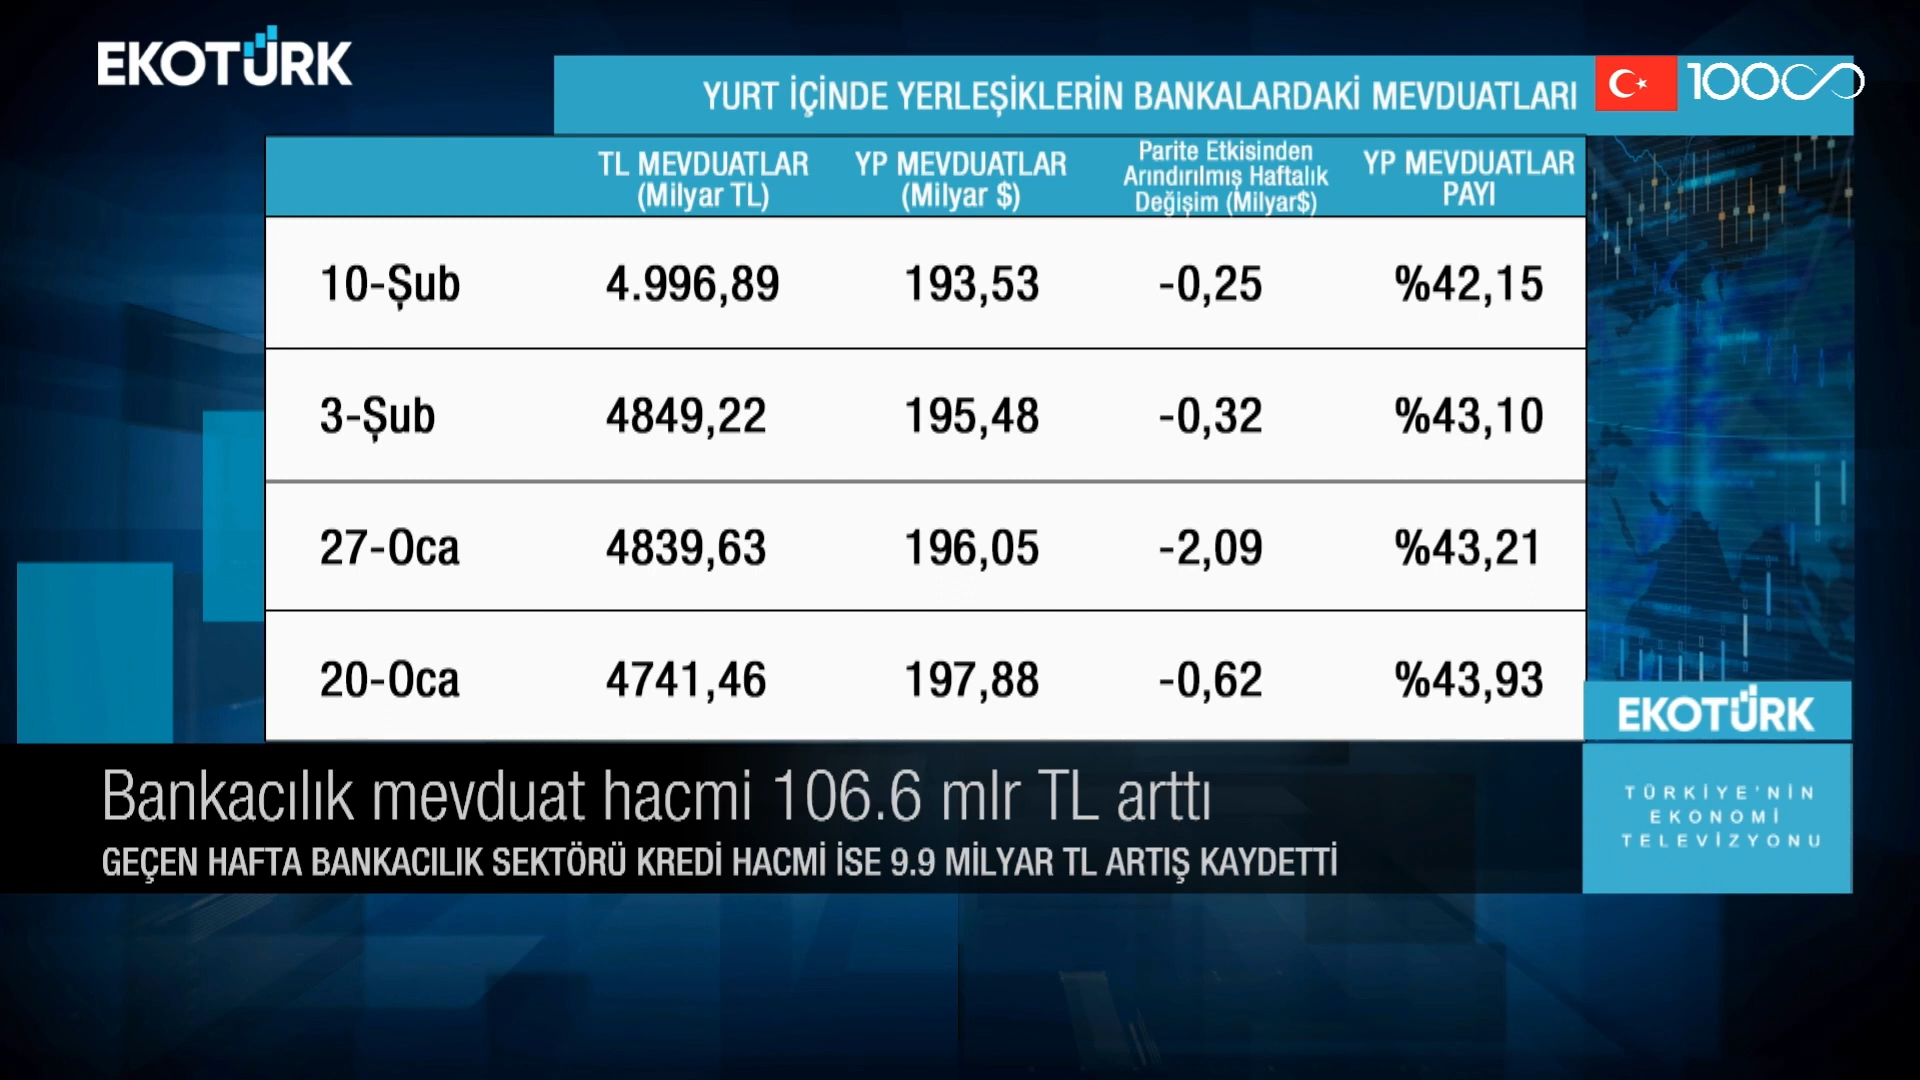 EKOTÜRK
YURT İÇİNDE YERLEŞİKLERİN BANKALARDAKİ MEVDUATLARI
100
TL MEVDUATLAR
(Milyar TL)
YP MEVDUATLAR
(Milyar $)
Parite Etkisinden
Arındırılmış Haftalık
Değişim (Milyar$)
YP MEVDUATLAR
PAYI
10-Şub 4.996,89 193,53 -0,25 %42,15
3-Şub 4849,22 195,48 -0,32 %43,10
27-Oca 4839,63 196,05 -2,09 %43,21
20-Oca 4741,46 197,88 -0,62 %43,93
EKOTÜRK
Bankacılık mevduat hacmi 106.6 mlr TL arttı
GEÇEN HAFTA BANKACILIK SEKTÖRÜ KREDİ HACMİ İSE 9.9 MİLYAR TL ARTIŞ KAYDETTİ
TÜRKİYE'NİN
EKONOMİ
TELEVİZYONU